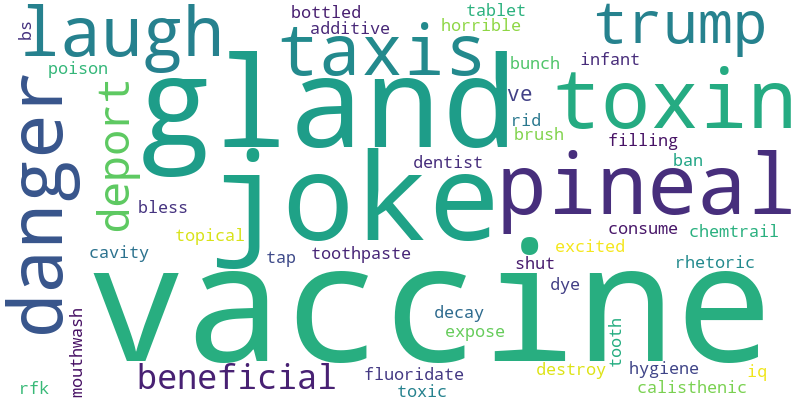 bs
laugh
bottled
additive
taxis
tablet
horrible
trump
poison
danger
deport
gland
bunch
infant
ve
toxin
rid
brush
filling
bless
joke
dentist
pineal
ban
topical
cavity
tap
toothpaste
consume
chemtrail
excited
shut
rhetoric
vaccine
dye
decay
expose
tooth
mouthwash
rfk
beneficial
fluoridate
toxic
destroy
hygiene
iq
calisthenic